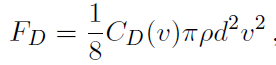 F_D = \frac{1}{8} C_D(v) \pi \rho d^2 v^2 ,